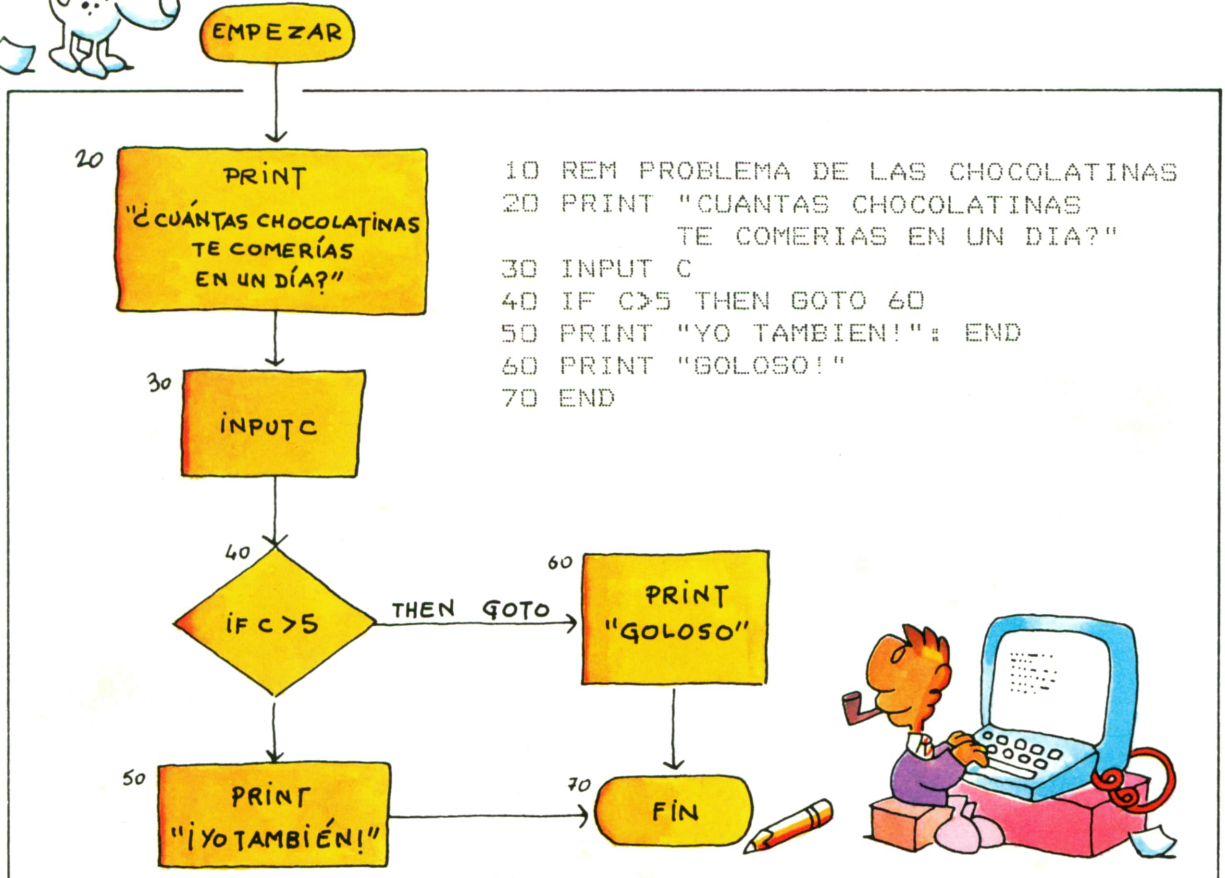 EMPEZAR
20
PRINT
"¿CUÁNTAS CHOCOLATINAS
TE COMERÍAS
EN UN DÍA?"
30
INPUT C
40
IF C>5
THEN GOTO
60
PRINT
"GOLOSO"
50
PRINT
"¡YO TAMBIÉN!"
70
FIN
10 REM PROBLEMA DE LAS CHOCOLATINAS
20 PRINT "CUANTAS CHOCOLATINAS
TE COMERIAS EN UN DIA?"
30 INPUT C
40 IF C>5 THEN GOTO 60
50 PRINT "YO TAMBIEN!": END
60 PRINT "GOLOSO!"
70 END